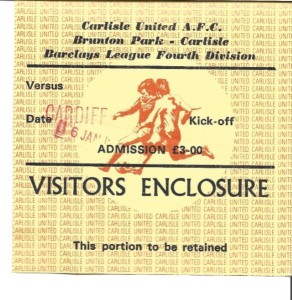 Carlisle United A.F.C.
Brunton Park - Carlisle
Barclays League Fourth Division
Versus
CARDIFF
Date
6 JAN
Kick-off
ADMISSION £3-00
VISITORS ENCLOSURE
This portion to be retained